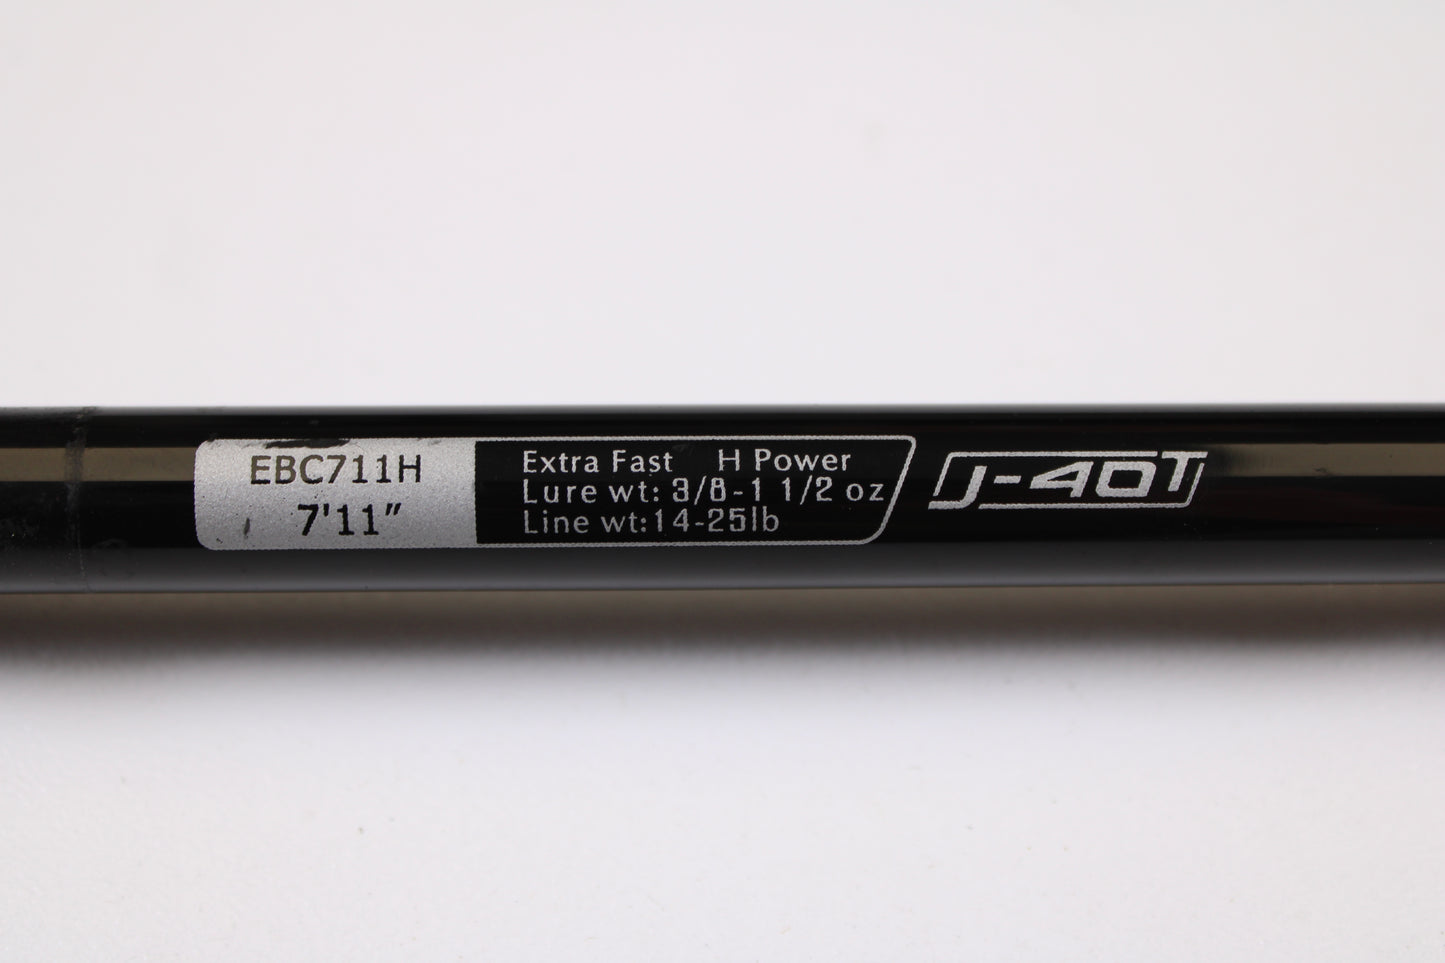 EBC711H
7'11"
Extra Fast H Power
Lure wt: 3/8-1 1/2 oz
Line wt:14-25lb
J-40T